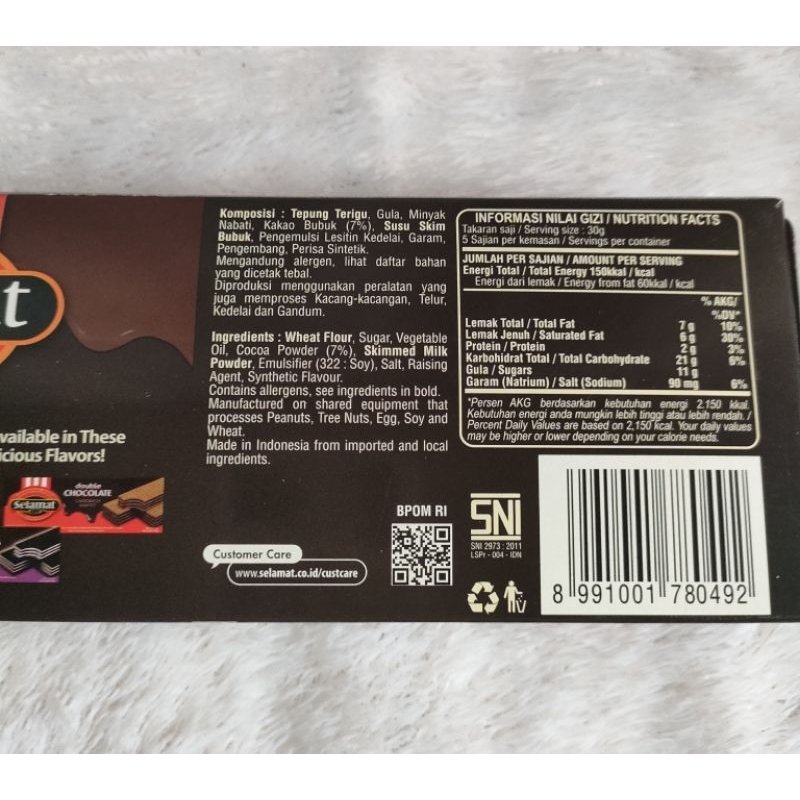 at
vailable in These
icious Flavors!
Selamat
double
CHOCOLATE
Komposisi : Tepung Terigu, Gula, Minyak
Nabati, Kakao Bubuk (7%), Susu Skim
Bubuk, Pengemulsi Lesitin Kedelai, Garam,
Pengembang, Perisa Sintetik.
Mengandung alergen, lihat daftar bahan
yang dicetak tebal.
Diproduksi menggunakan peralatan yang
juga memproses Kacang-kacangan, Telur,
Kedelai dan Gandum.
Ingredients : Wheat Flour, Sugar, Vegetable
Oil, Cocoa Powder (7%), Skimmed Milk
Powder, Emulsifier (322 : Soy), Salt, Raising
Agent, Synthetic Flavour.
Contains allergens, see ingredients in bold.
Manufactured on shared equipment that
processes Peanuts, Tree Nuts, Egg, Soy and
Wheat.
Made in Indonesia from imported and local
ingredients.
Customer Care
www.selamat.co.id/custcare
BPOM RI
SNI
SNI 2973 : 2011
LSPr - 004 - IDN
INFORMASI NILAI GIZI / NUTRITION FACTS
Takaran saji / Serving size : 30g
5 Sajian per kemasan / Servings per container
JUMLAH PER SAJIAN / AMOUNT PER SERVING
Energi Total / Total Energy 150kkal / kcal
Energi dari lemak / Energy from fat 60kkal / kcal
% AKG/
%DV*
Lemak Total / Total Fat 7 g 10%
Lemak Jenuh / Saturated Fat 6 g 30%
Protein / Protein 2 g 3%
Karbohidrat Total / Total Carbohydrate 21 g 6%
Gula / Sugars 11 g
Garam (Natrium) / Salt (Sodium) 90 mg 6%
*Persen AKG berdasarkan kebutuhan energi 2.150 kkal.
Kebutuhan energi anda mungkin lebih tinggi atau lebih rendah. /
Percent Daily Values are based on 2,150 kcal. Your daily values
may be higher or lower depending on your calorie needs.
8 991001 780492